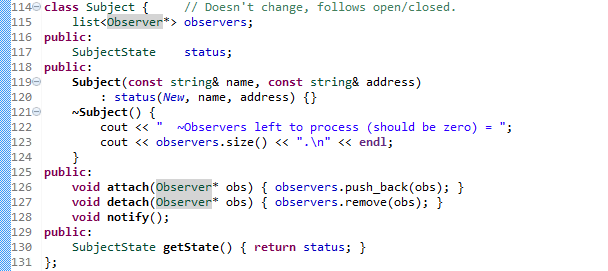 114 class Subject {     // Doesn't change, follows open/closed.
115     list<Observer*> observers;
116 public:
117     SubjectState    status;
118 public:
119     Subject(const string& name, const string& address)
120         : status(New, name, address) {}
121     ~Subject() {
122         cout << "  ~Observers left to process (should be zero) = ";
123         cout << observers.size() << ".\n" << endl;
124     }
125 public:
126     void attach(Observer* obs) { observers.push_back(obs); }
127     void detach(Observer* obs) { observers.remove(obs); }
128     void notify();
129 public:
130     SubjectState getState() { return status; }
131 };